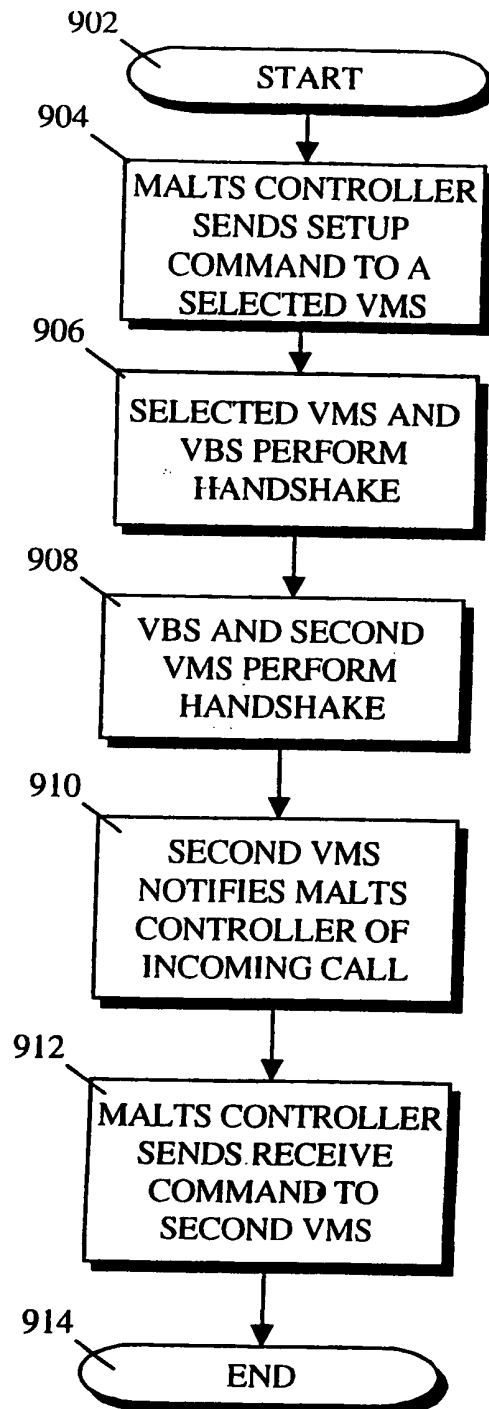 902
START
904
MALTS CONTROLLER
SENDS SETUP
COMMAND TO A
SELECTED VMS
906
SELECTED VMS AND
VBS PERFORM
HANDSHAKE
908
VBS AND SECOND
VMS PERFORM
HANDSHAKE
910
SECOND VMS
NOTIFIES MALTS
CONTROLLER OF
INCOMING CALL
912
MALTS CONTROLLER
SENDS RECEIVE
COMMAND TO
SECOND VMS
914
END